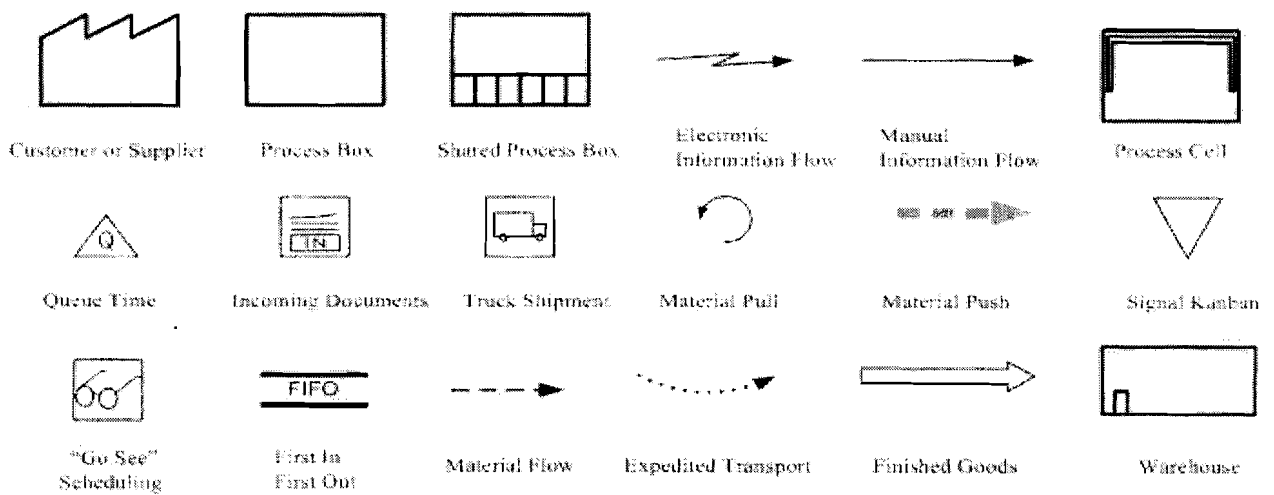 Customer or Supplier
Process Box
Shared Process Box
Electronic
Information Flow
Manual
Information Flow
Process Cell
Q
IN
Queue Time
Incoming Documents
Truck Shipment
Material Pull
Material Push
Signal Kanban
FIFO
"Go See"
Scheduling
First In
First Out
Material Flow
Expedited Transport
Finished Goods
Warehouse